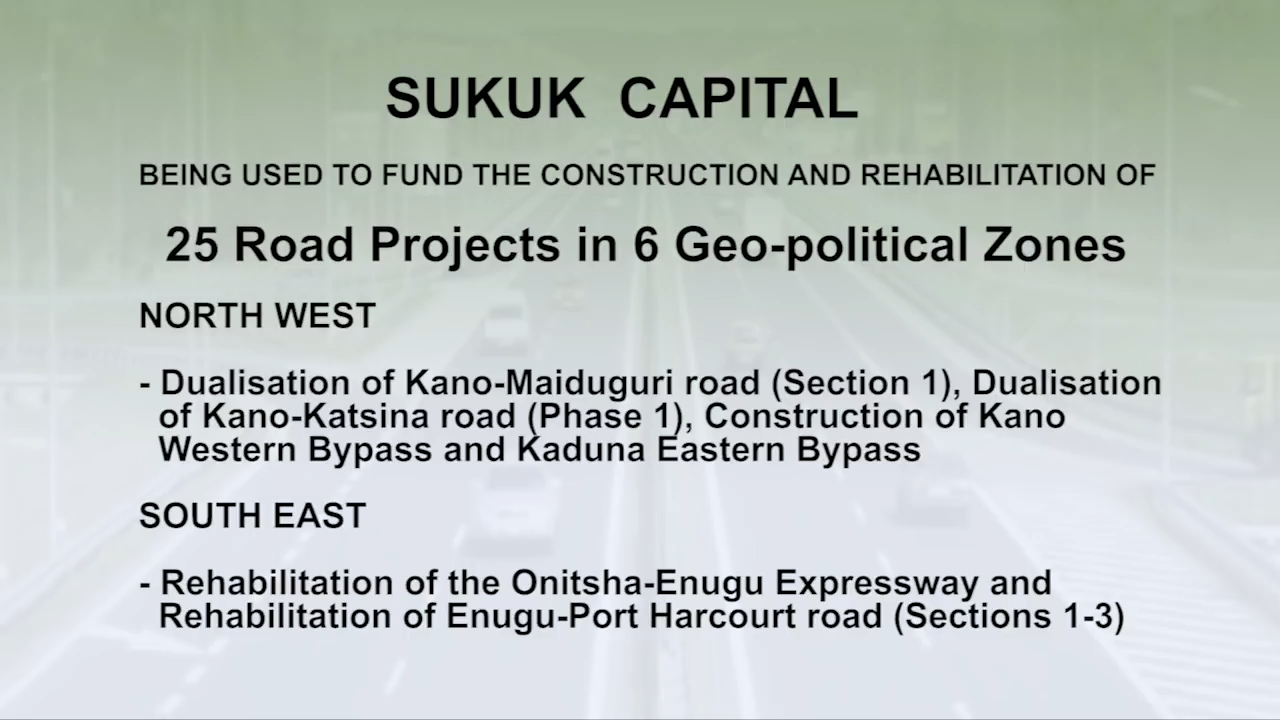 SUKUK CAPITAL
BEING USED TO FUND THE CONSTRUCTION AND REHABILITATION OF
25 Road Projects in 6 Geo-political Zones
NORTH WEST
- Dualisation of Kano-Maiduguri road (Section 1), Dualisation
of Kano-Katsina road (Phase 1), Construction of Kano
Western Bypass and Kaduna Eastern Bypass
SOUTH EAST
- Rehabilitation of the Onitsha-Enugu Expressway and
Rehabilitation of Enugu-Port Harcourt road (Sections 1-3)